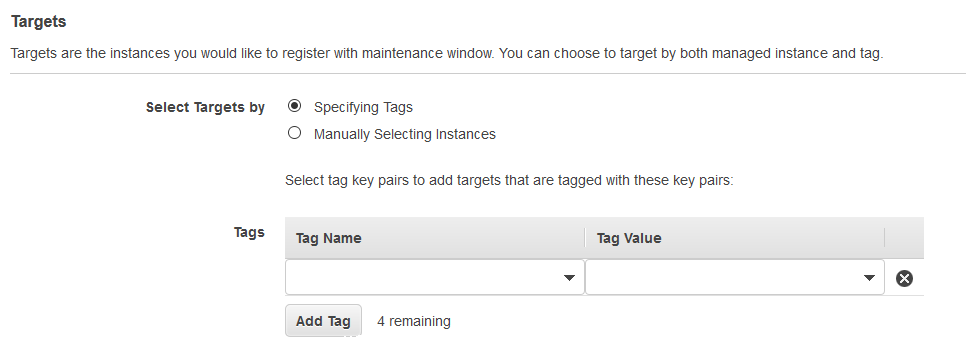 Targets
Targets are the instances you would like to register with maintenance window. You can choose to target by both managed instance and tag.
Select Targets by
Specifying Tags
Manually Selecting Instances
Select tag key pairs to add targets that are tagged with these key pairs:
Tags
Tag Name Tag Value
Add Tag 4 remaining